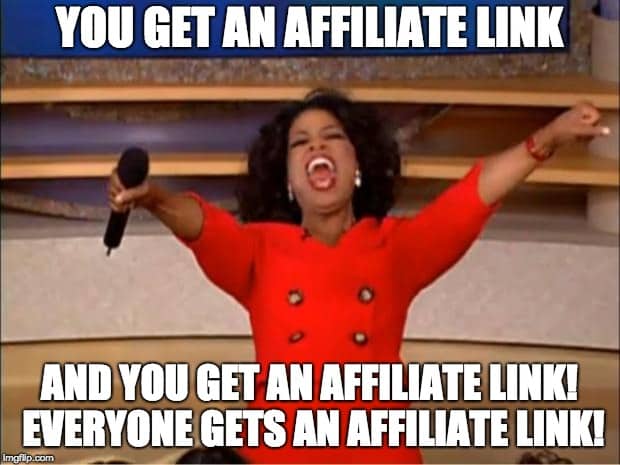 YOU GET AN AFFILIATE LINK
AND YOU GET AN AFFILIATE LINK!
EVERYONE GETS AN AFFILIATE LINK!
imgflip.com